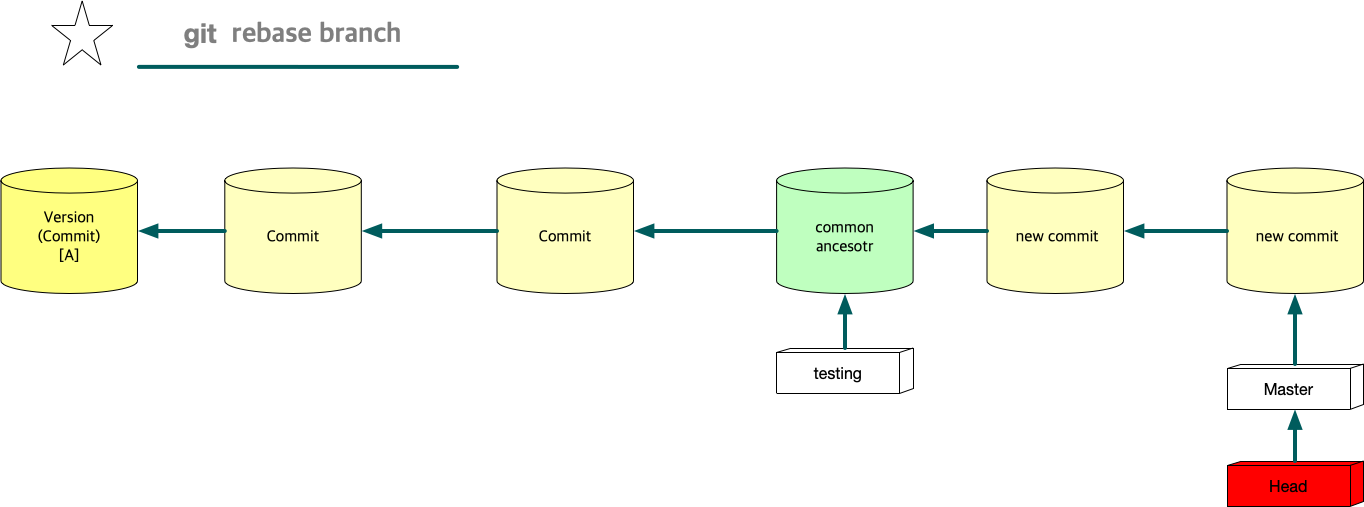 git rebase branch
Version
(Commit)
[A]
Commit
Commit
common
ancesotr
new commit
new commit
testing
Master
Head